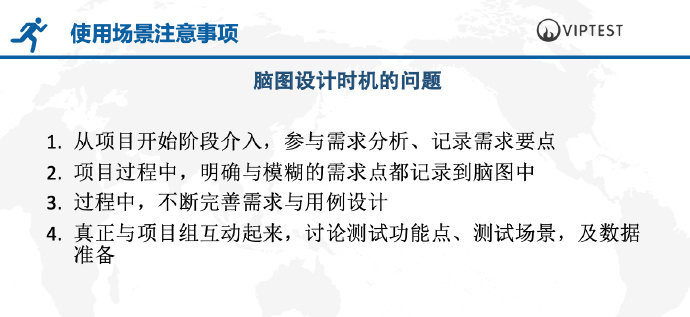 使用场景注意事项
VIPTEST
脑图设计时机的问题
1. 从项目开始阶段介入，参与需求分析、记录需求要点
2. 项目过程中，明确与模糊的需求点都记录到脑图中
3. 过程中，不断完善需求与用例设计
4. 真正与项目组互动起来，讨论测试功能点、测试场景，及数据
准备